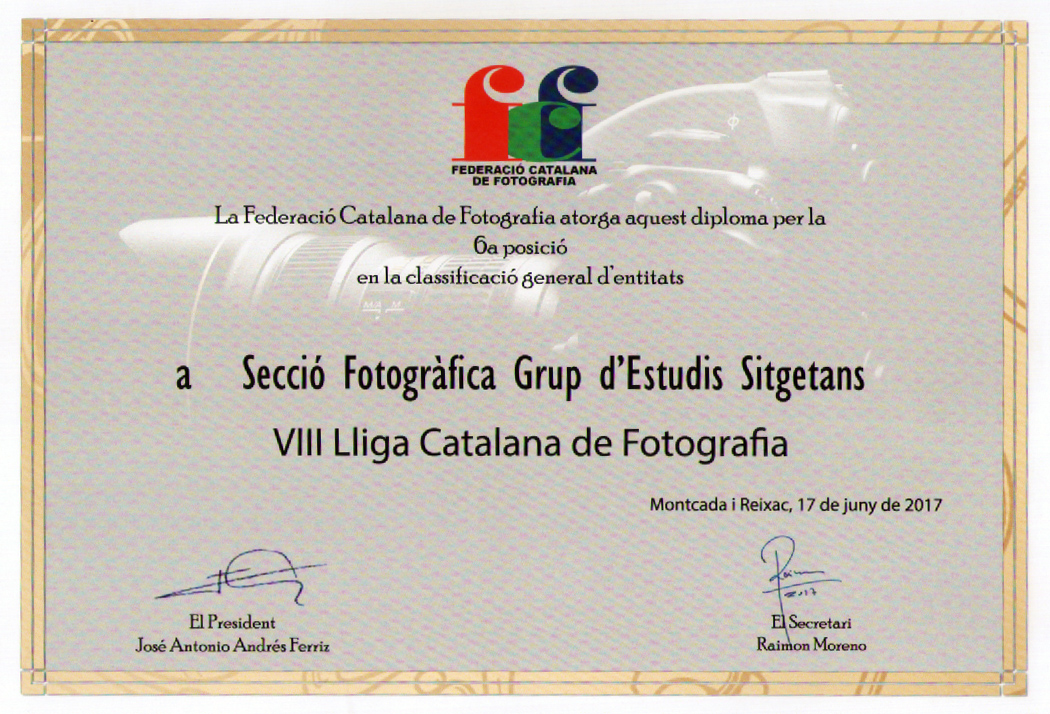 fcf
FEDERACIÓ CATALANA
DE FOTOGRAFIA
La Federació Catalana de Fotografia atorga aquest diploma per la
6a posició
en la classificació general d'entitats
a Secció Fotogràfica Grup d'Estudis Sitgetans
VIII Lliga Catalana de Fotografia
Montcada i Reixac, 17 de juny de 2017
2017
El President
José Antonio Andrés Ferriz
El Secretari
Raimon Moreno